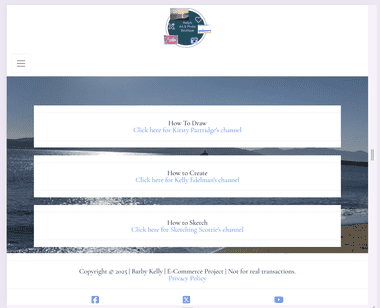 How To Draw
Click here for Kirsty Partridge's channel
How to Create
Click here for Kelly Edelman's channel
How to Sketch
Click here for Sketching Scottie's channel
Copyright © 2025 | Barby Kelly | E-Commerce Project | Not for real transactions.
Privacy Policy